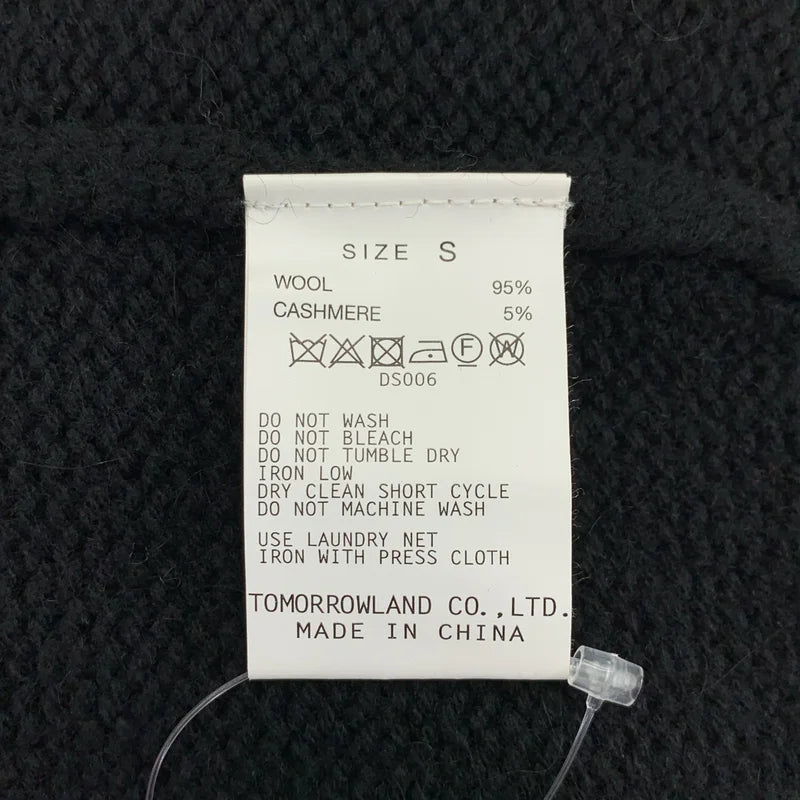 SIZE S
WOOL 95%
CASHMERE 5%
F W
DS006
DO NOT WASH
DO NOT BLEACH
DO NOT TUMBLE DRY
IRON LOW
DRY CLEAN SHORT CYCLE
DO NOT MACHINE WASH
USE LAUNDRY NET
IRON WITH PRESS CLOTH
TOMORROWLAND CO.,LTD.
MADE IN CHINA